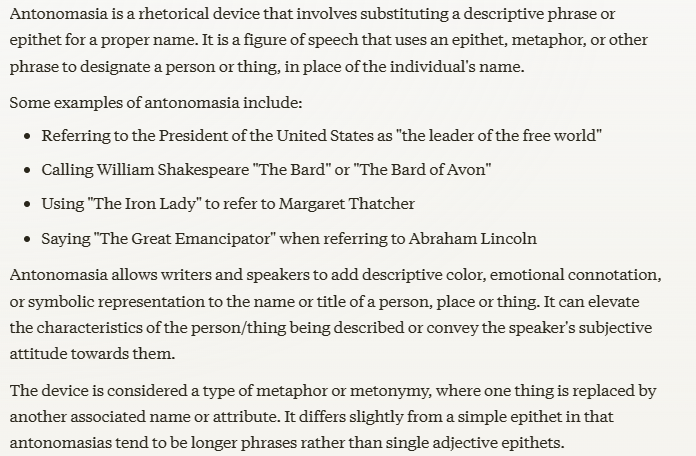 Antonomasia is a rhetorical device that involves substituting a descriptive phrase or
epithet for a proper name. It is a figure of speech that uses an epithet, metaphor, or other
phrase to designate a person or thing, in place of the individual's name.
Some examples of antonomasia include:
• Referring to the President of the United States as "the leader of the free world"
• Calling William Shakespeare "The Bard" or "The Bard of Avon"
• Using "The Iron Lady" to refer to Margaret Thatcher
• Saying "The Great Emancipator" when referring to Abraham Lincoln
Antonomasia allows writers and speakers to add descriptive color, emotional connotation,
or symbolic representation to the name or title of a person, place or thing. It can elevate
the characteristics of the person/thing being described or convey the speaker's subjective
attitude towards them.
The device is considered a type of metaphor or metonymy, where one thing is replaced by
another associated name or attribute. It differs slightly from a simple epithet in that
antonomasias tend to be longer phrases rather than single adjective epithets.